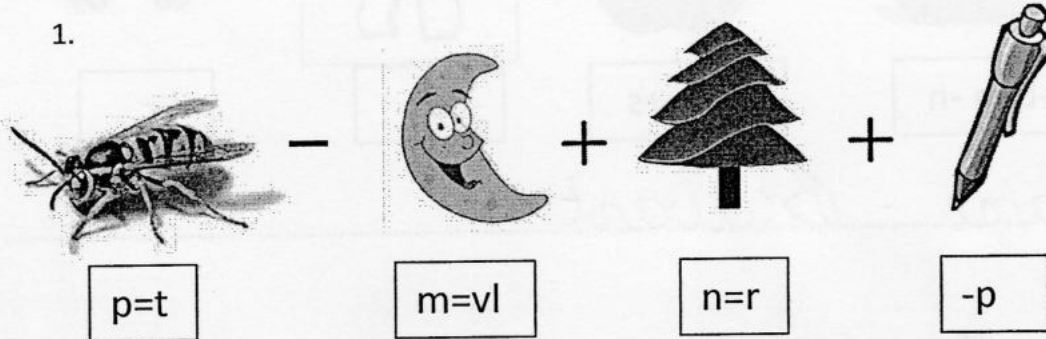 1.
− + +
p=t m=vl n=r -p